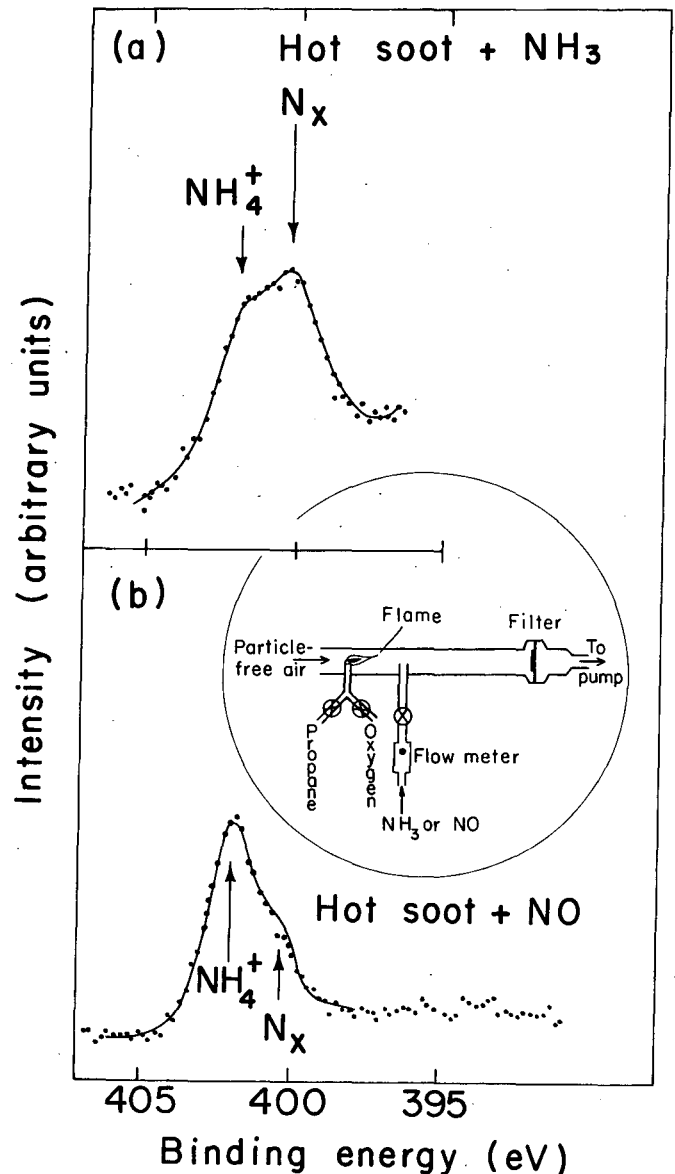 (a) Hot soot + NH₃
Nₓ
NH₄⁺
Intensity (arbitrary units)
(b)
Flame
Filter
Particle-
free air
To
pump
Propane
Oxygen
Flow meter
NH₃ or NO
Hot soot + NO
NH₄⁺
Nₓ
405 400 395
Binding energy (eV)